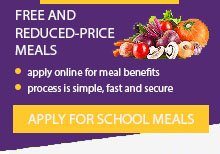 FREE AND
REDUCED-PRICE
MEALS
apply online for meal benefits
process is simple, fast and secure
APPLY FOR SCHOOL MEALS